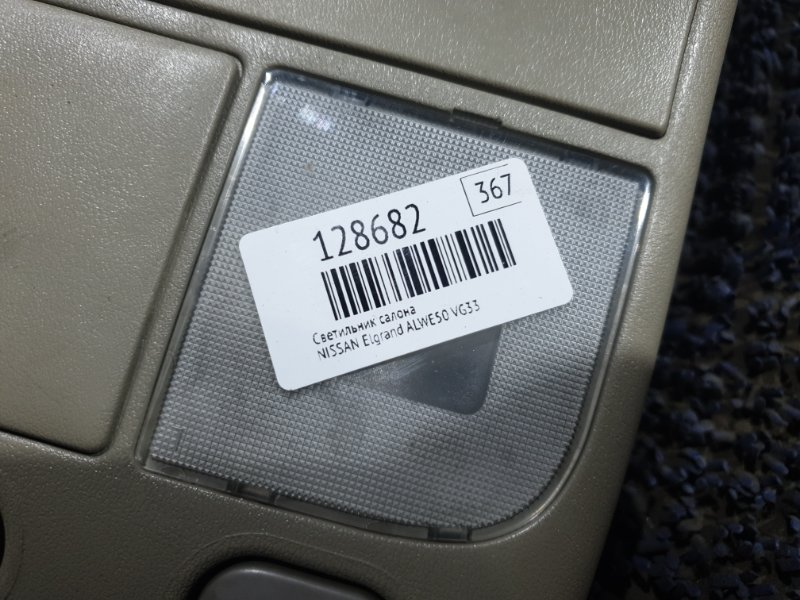 128682 367
Светильник салона
NISSAN Elgrand ALWE50 VG33